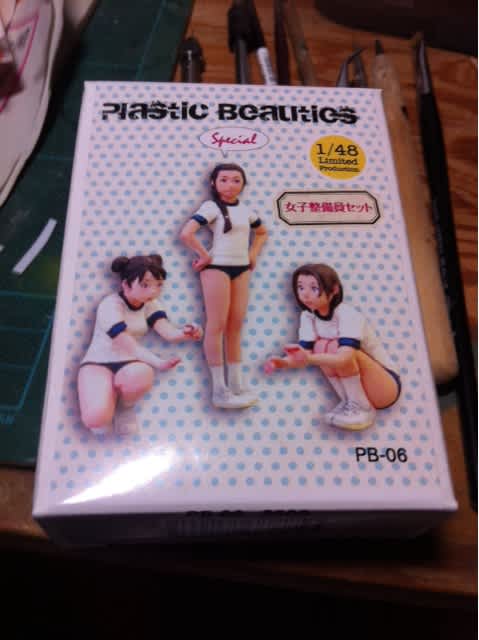 Plastic Beauties
Special
1/48
Limited
Production
女子整備員セット
PB-06